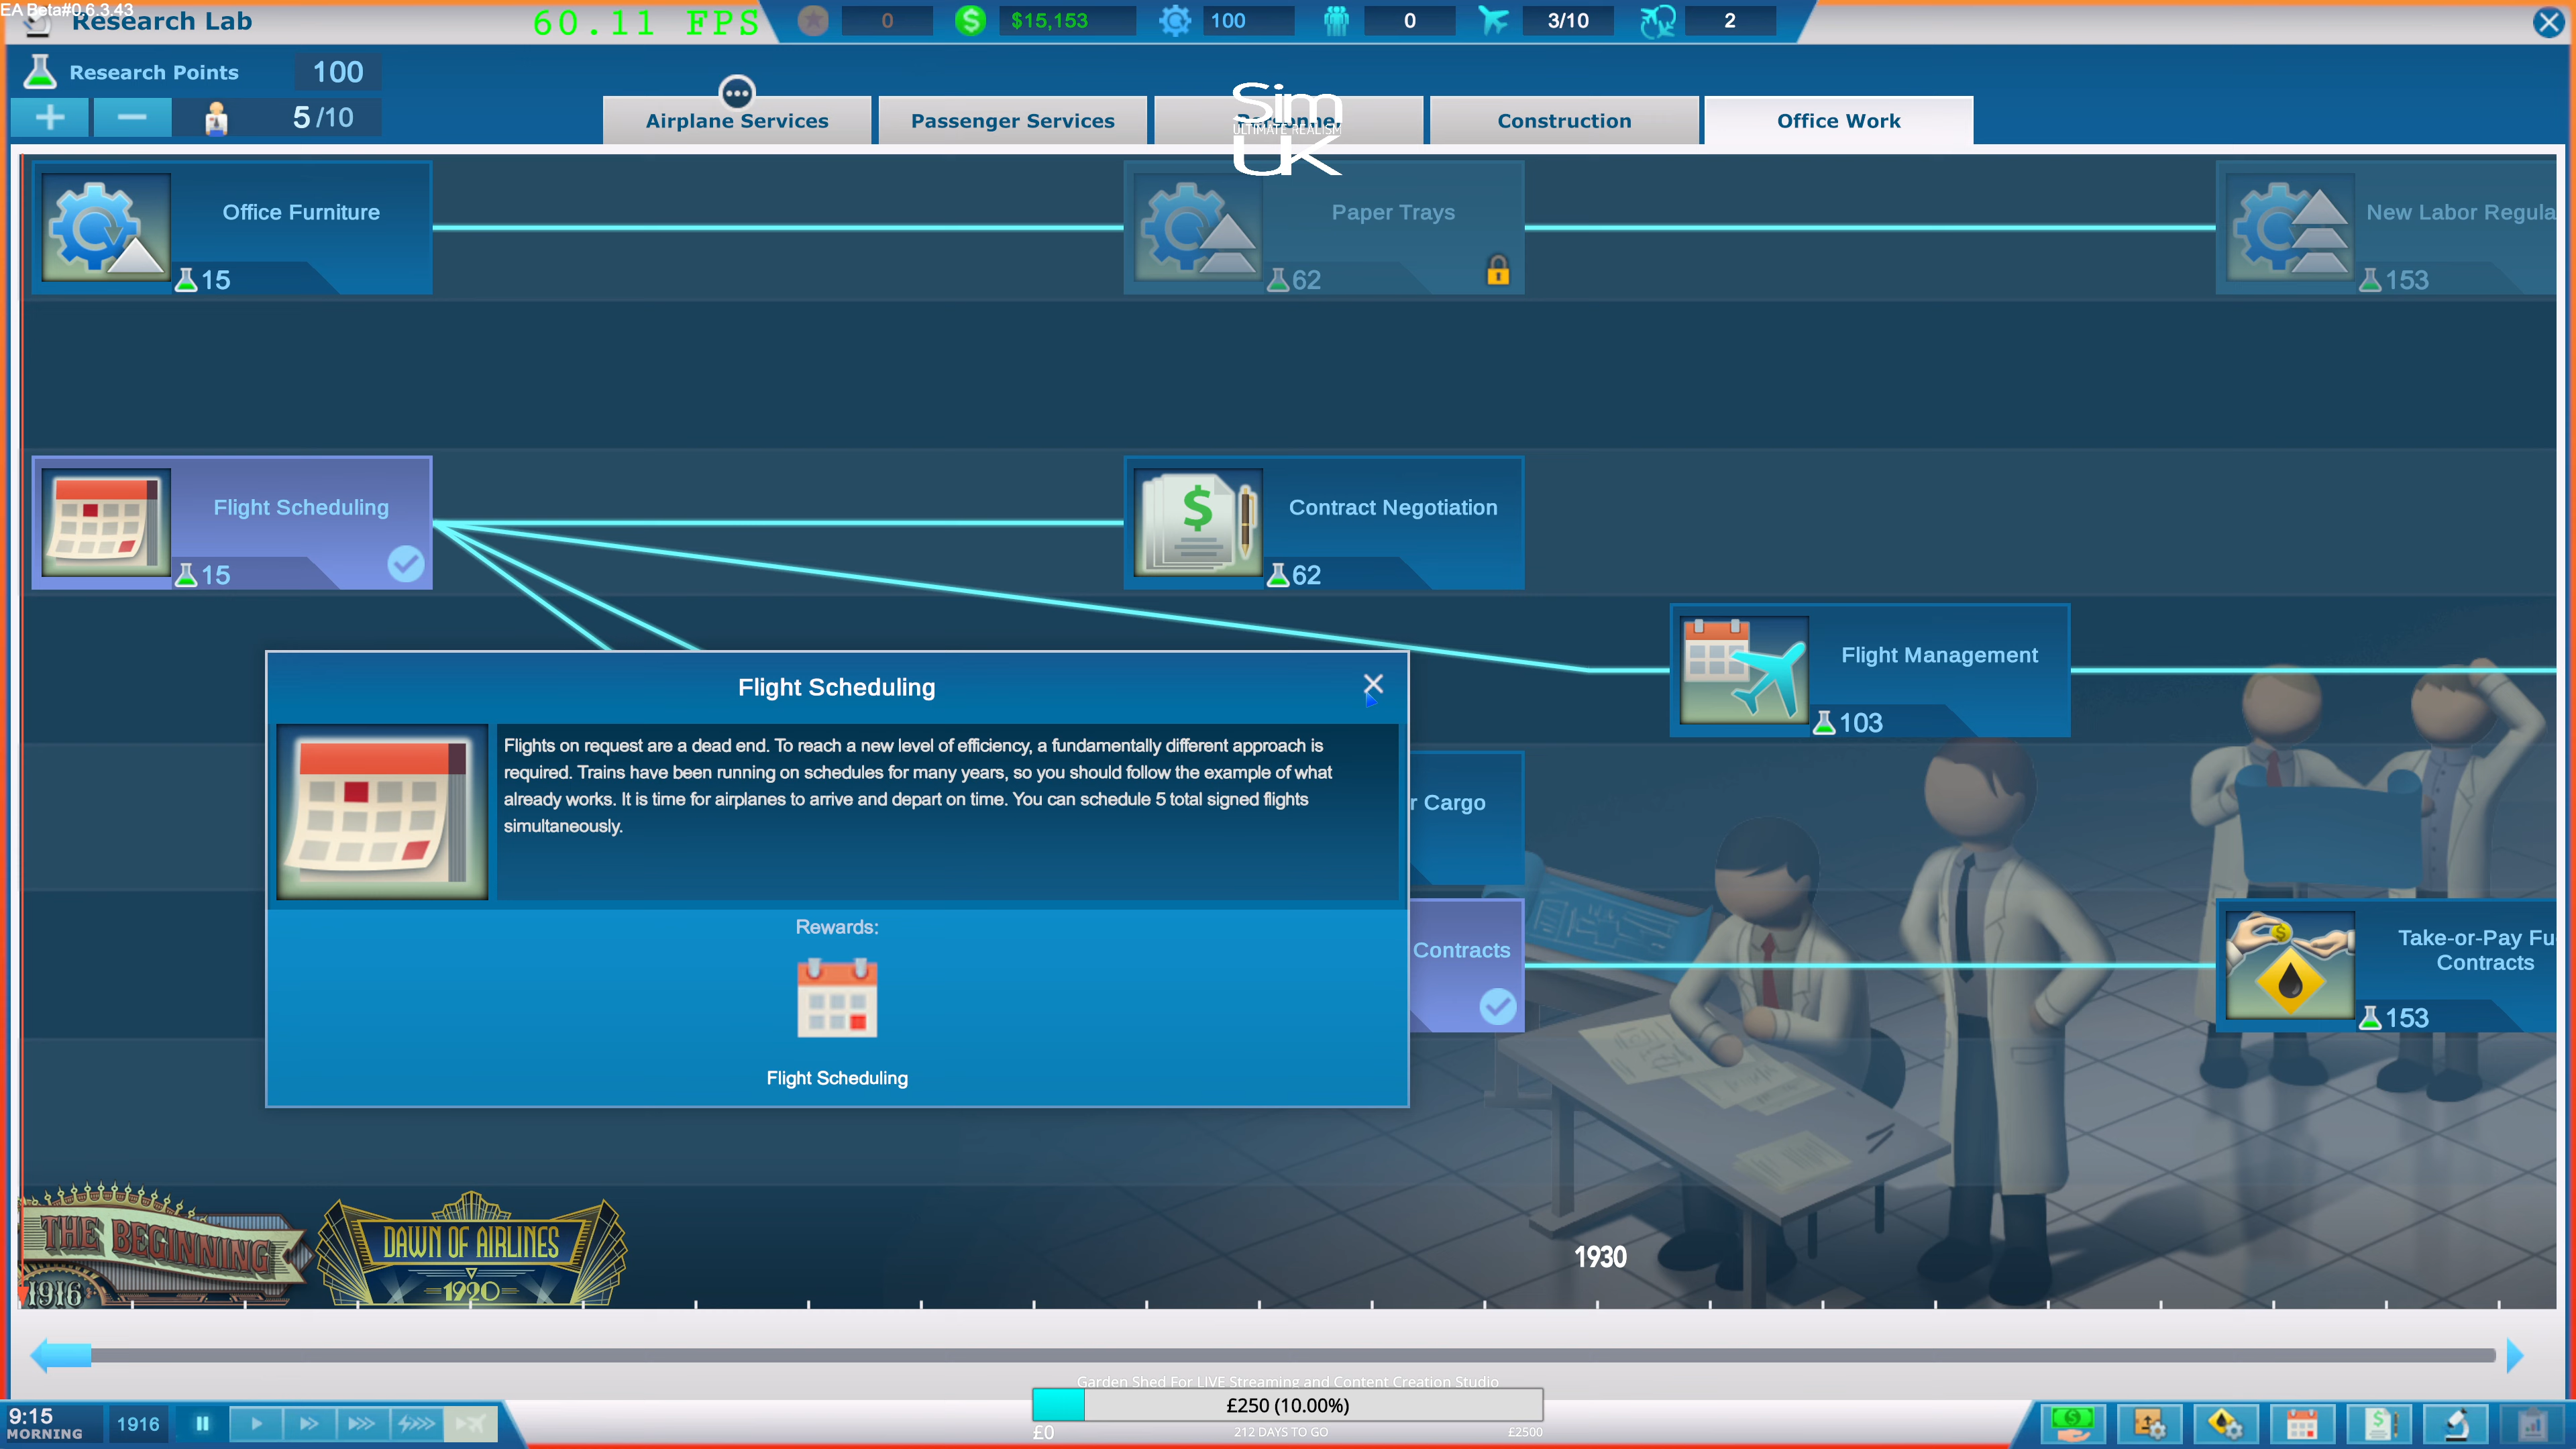 EA Beta#0.6.3.43
Research Lab
60.11 FPS
0
$15,153
100
0
3/10
2
Research Points
100
5/10
Airplane Services
Passenger Services
Construction
Office Work
Sim
ULTIMATE REALISM
UK
Office Furniture
15
Paper Trays
62
New Labor Regula
153
Flight Scheduling
15
Contract Negotiation
62
Flight Management
103
Flight Scheduling
Flights on request are a dead end. To reach a new level of efficiency, a fundamentally different approach is
required. Trains have been running on schedules for many years, so you should follow the example of what
already works. It is time for airplanes to arrive and depart on time. You can schedule 5 total signed flights
simultaneously.
Rewards:
Flight Scheduling
r Cargo
Contracts
Take-or-Pay Fu
Contracts
153
THE BEGINNING
1916
DAWN OF AIRLINES
1920
1930
Garden Shed For LIVE Streaming and Content Creation Studio
£250 (10.00%)
£0
212 DAYS TO GO
£2500
9:15
MORNING
1916